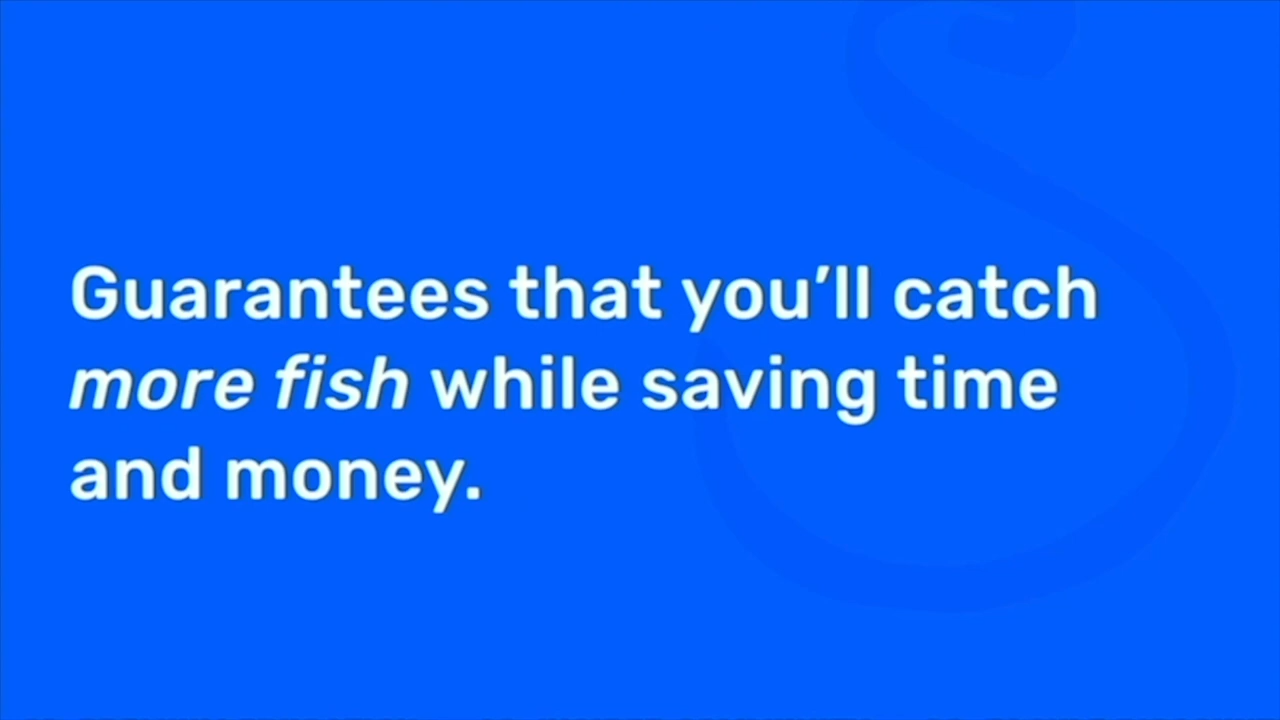 Guarantees that you’ll catch
more fish while saving time
and money.